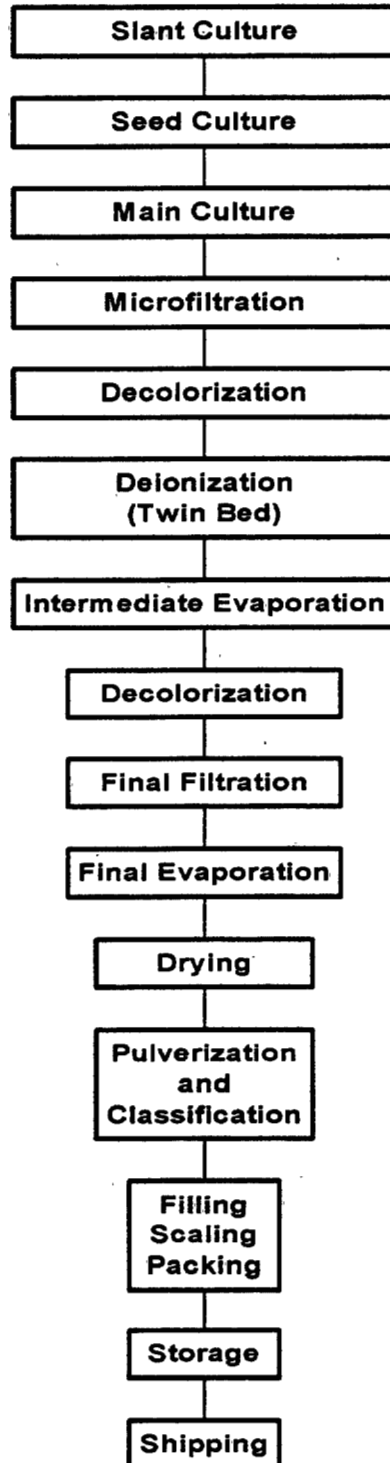 Slant Culture
Seed Culture
Main Culture
Microfiltration
Decolorization
Deionization
(Twin Bed)
Intermediate Evaporation
Decolorization
Final Filtration
Final Evaporation
Drying
Pulverization
and
Classification
Filling
Scaling
Packing
Storage
Shipping